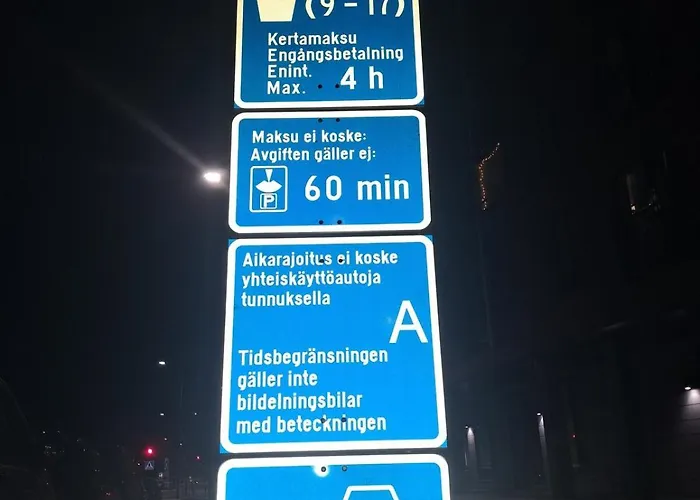 (9-17)
Kertamaksu
Engångsbetalning
Enint.
Max. 4 h
Maksu ei koske:
Avgiften gäller ej:
P 60 min
Aikarajoitus ei koske
yhteiskäyttöautoja
tunnuksella
A
Tidsbegränsningen
gäller inte
bildelningsbilar
med beteckningen